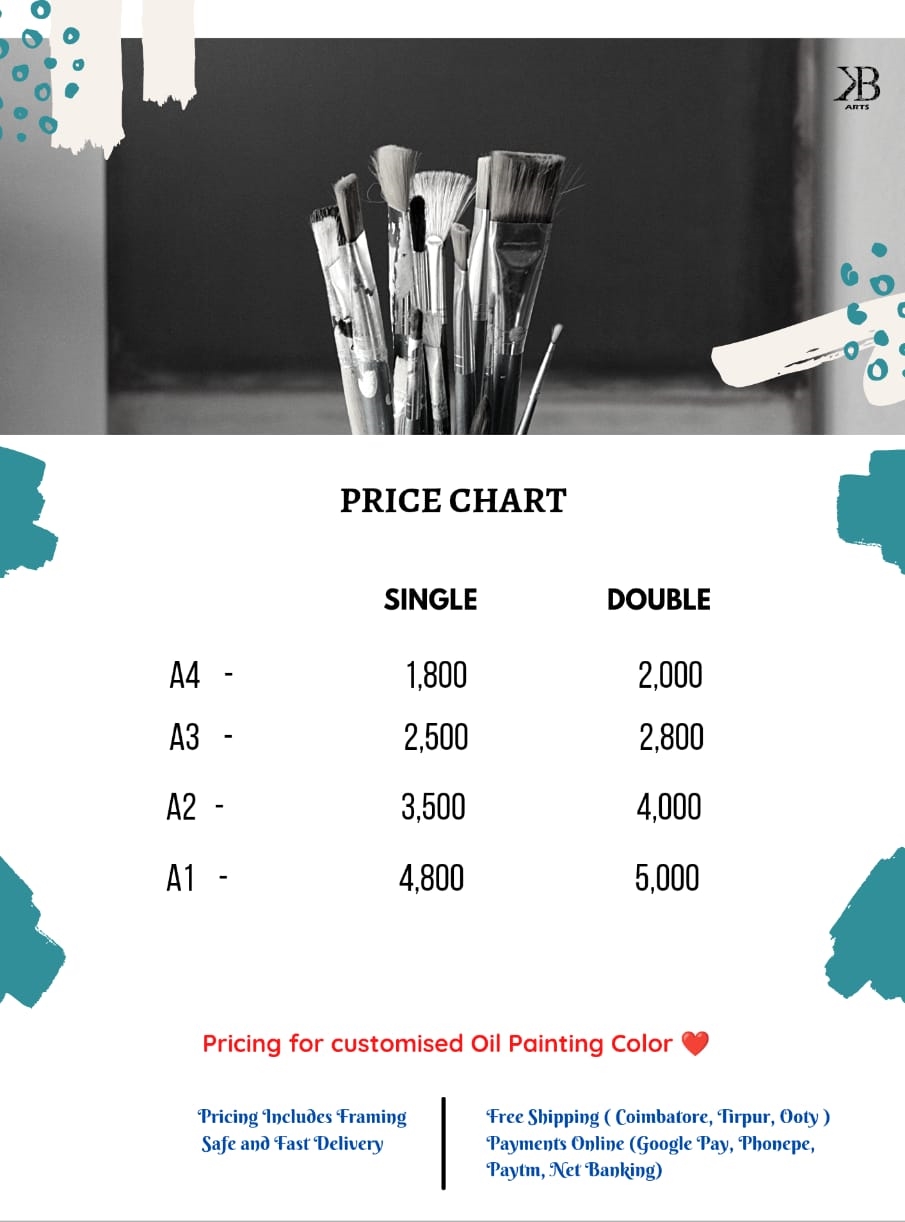 KB
ARTS
PRICE CHART
SINGLE DOUBLE
A4 - 1,800 2,000
A3 - 2,500 2,800
A2 - 3,500 4,000
A1 - 4,800 5,000
Pricing for customised Oil Painting Color ❤️
Pricing Includes Framing
Safe and Fast Delivery
Free Shipping ( Coimbatore, Tirpur, Ooty )
Payments Online (Google Pay, Phonepe,
Paytm, Net Banking)